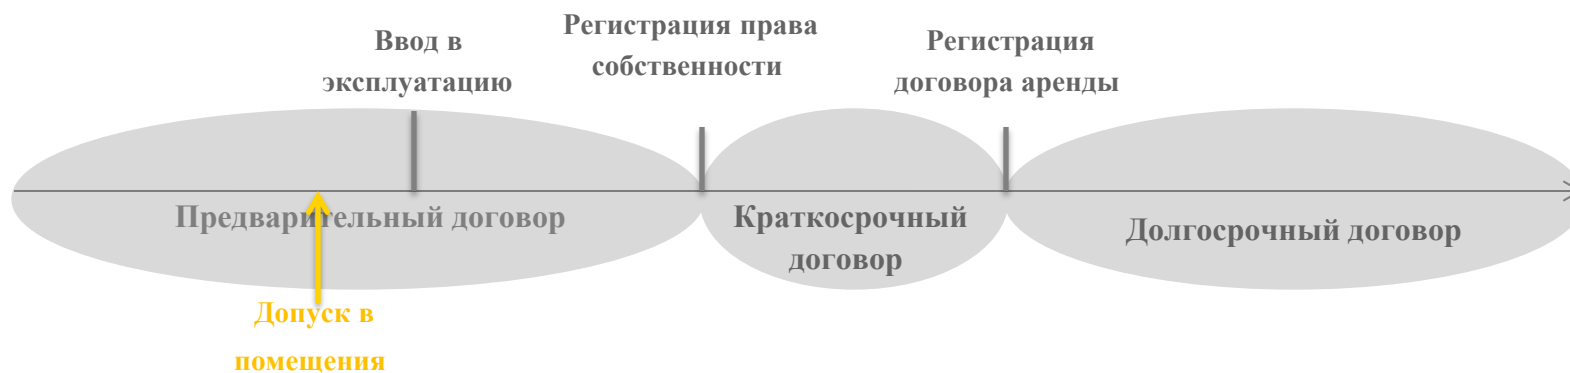 Ввод в
эксплуатацию
Регистрация права
собственности
Регистрация
договора аренды
Предварительный договор
Краткосрочный
договор
Долгосрочный договор
Допуск в
помещения